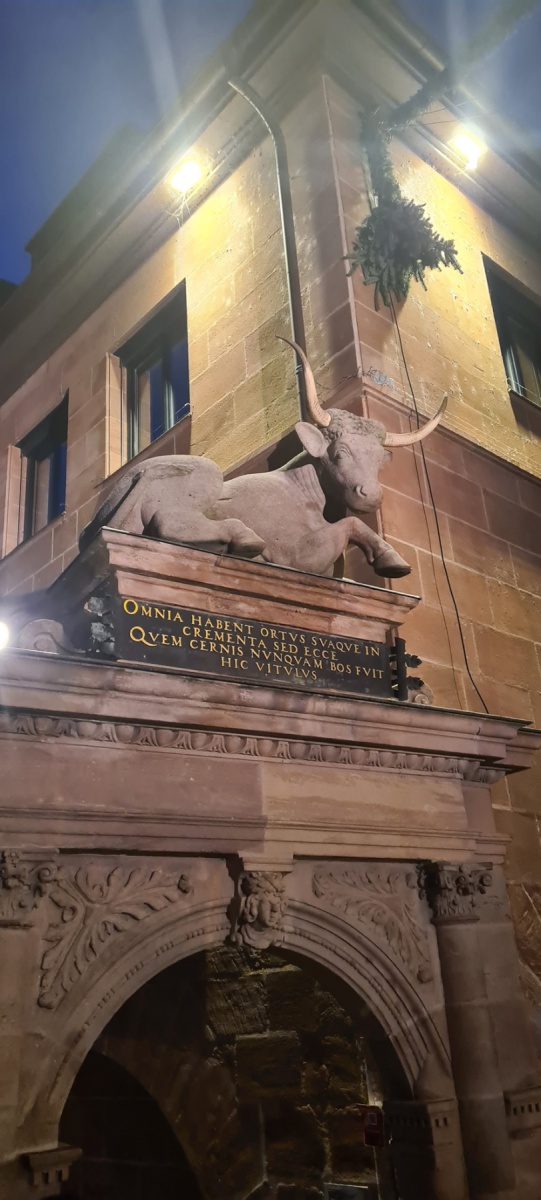 OMNIA HABENT ORTVS SVAQVE IN
CREMENTA SED ECCE
QVEM CERNIS NVNQVAM BOS FVIT
HIC VITVLVS